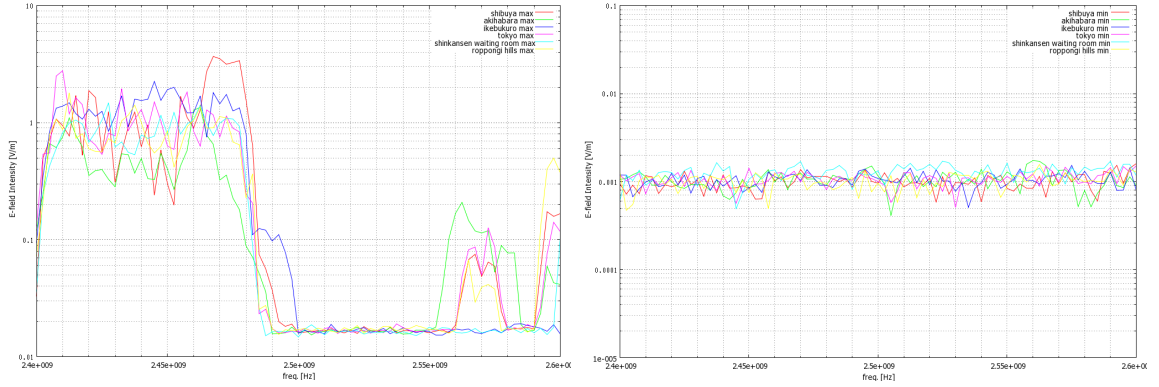 10
1
0.1
0.01
2.4e+009
2.45e+009
2.5e+009
2.55e+009
2.6e+00
freq. [Hz]
E-field Intensity [V/m]
shibuya max
akihabara max
ikebukuro max
tokyo max
shinkansen waiting room max
roppongi hills max
0.1
0.01
0.001
0.0001
1e-005
2.4e+009
2.45e+009
2.5e+009
2.55e+009
2.6e+00
freq. [Hz]
E-field Intensity [V/m]
shibuya min
akihabara min
ikebukuro min
tokyo min
shinkansen waiting room min
roppongi hills min